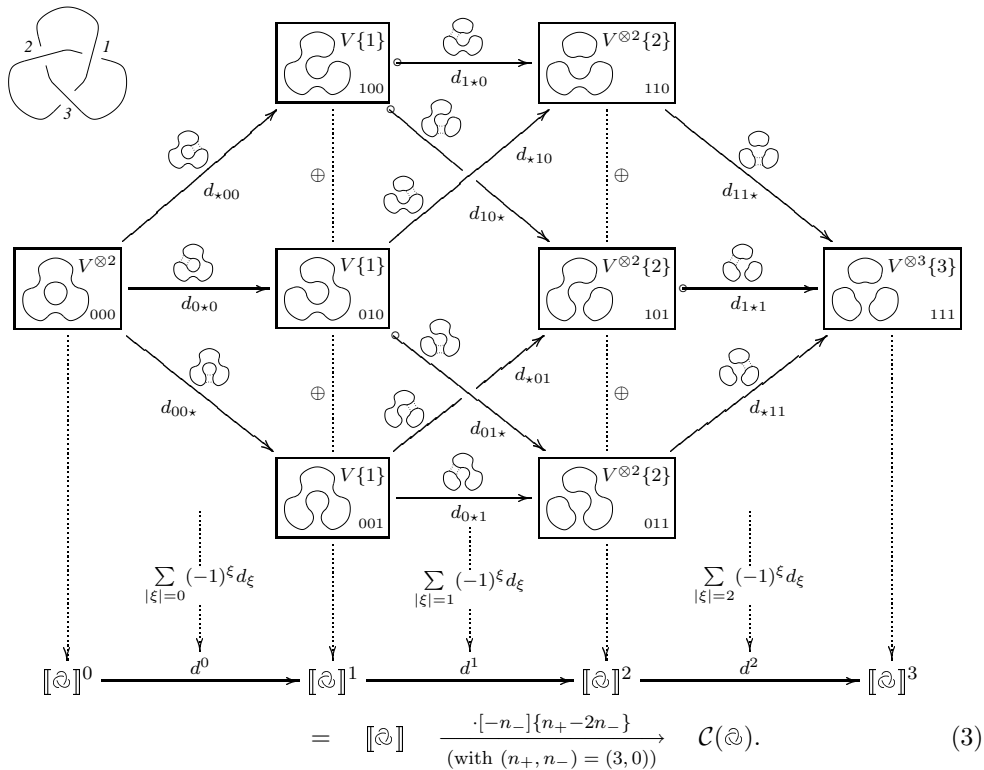 2 1
3
V{1}
100
d_{1⋆0}
V^{⊗2}{2}
110
d_{⋆00}
⊕
d_{⋆10}
d_{10⋆}
⊕
d_{11⋆}
V^{⊗2}
000
d_{0⋆0}
V{1}
010
V^{⊗2}{2}
101
d_{1⋆1}
V^{⊗3}{3}
111
d_{00⋆}
⊕
d_{⋆01}
d_{01⋆}
⊕
d_{⋆11}
V{1}
001
d_{0⋆1}
V^{⊗2}{2}
011
∑_{|ξ|=0} (-1)^ξ d_ξ
∑_{|ξ|=1} (-1)^ξ d_ξ
∑_{|ξ|=2} (-1)^ξ d_ξ
⟦ ⟧^0 d^0 ⟦ ⟧^1 d^1 ⟦ ⟧^2 d^2 ⟦ ⟧^3
= ⟦ ⟧ ·[−n_−]{n_+−2n_−} C( ). (3)
(with (n_+, n_−) = (3, 0))